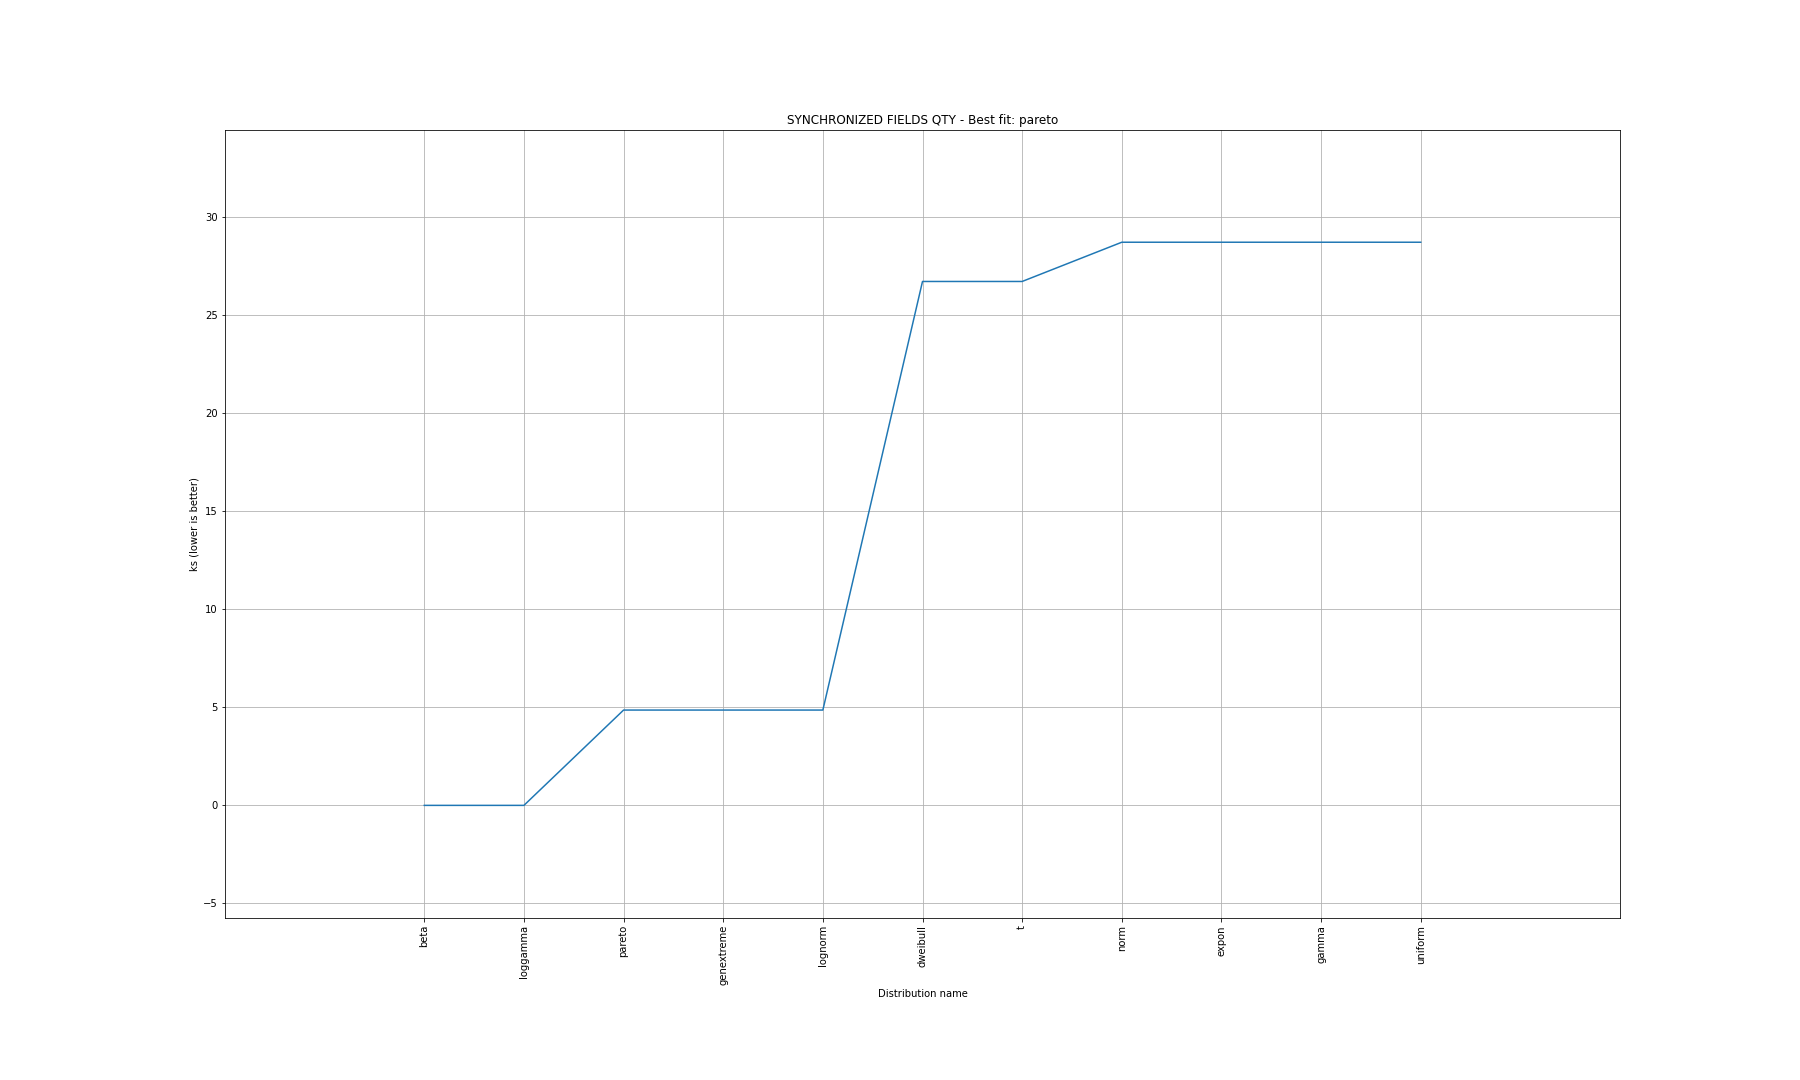 SYNCHRONIZED FIELDS QTY - Best fit: pareto
30
25
20
15
10
5
0
−5
ks (lower is better)
beta
loggamma
pareto
genextreme
lognorm
dweibull
t
norm
expon
gamma
uniform
Distribution name